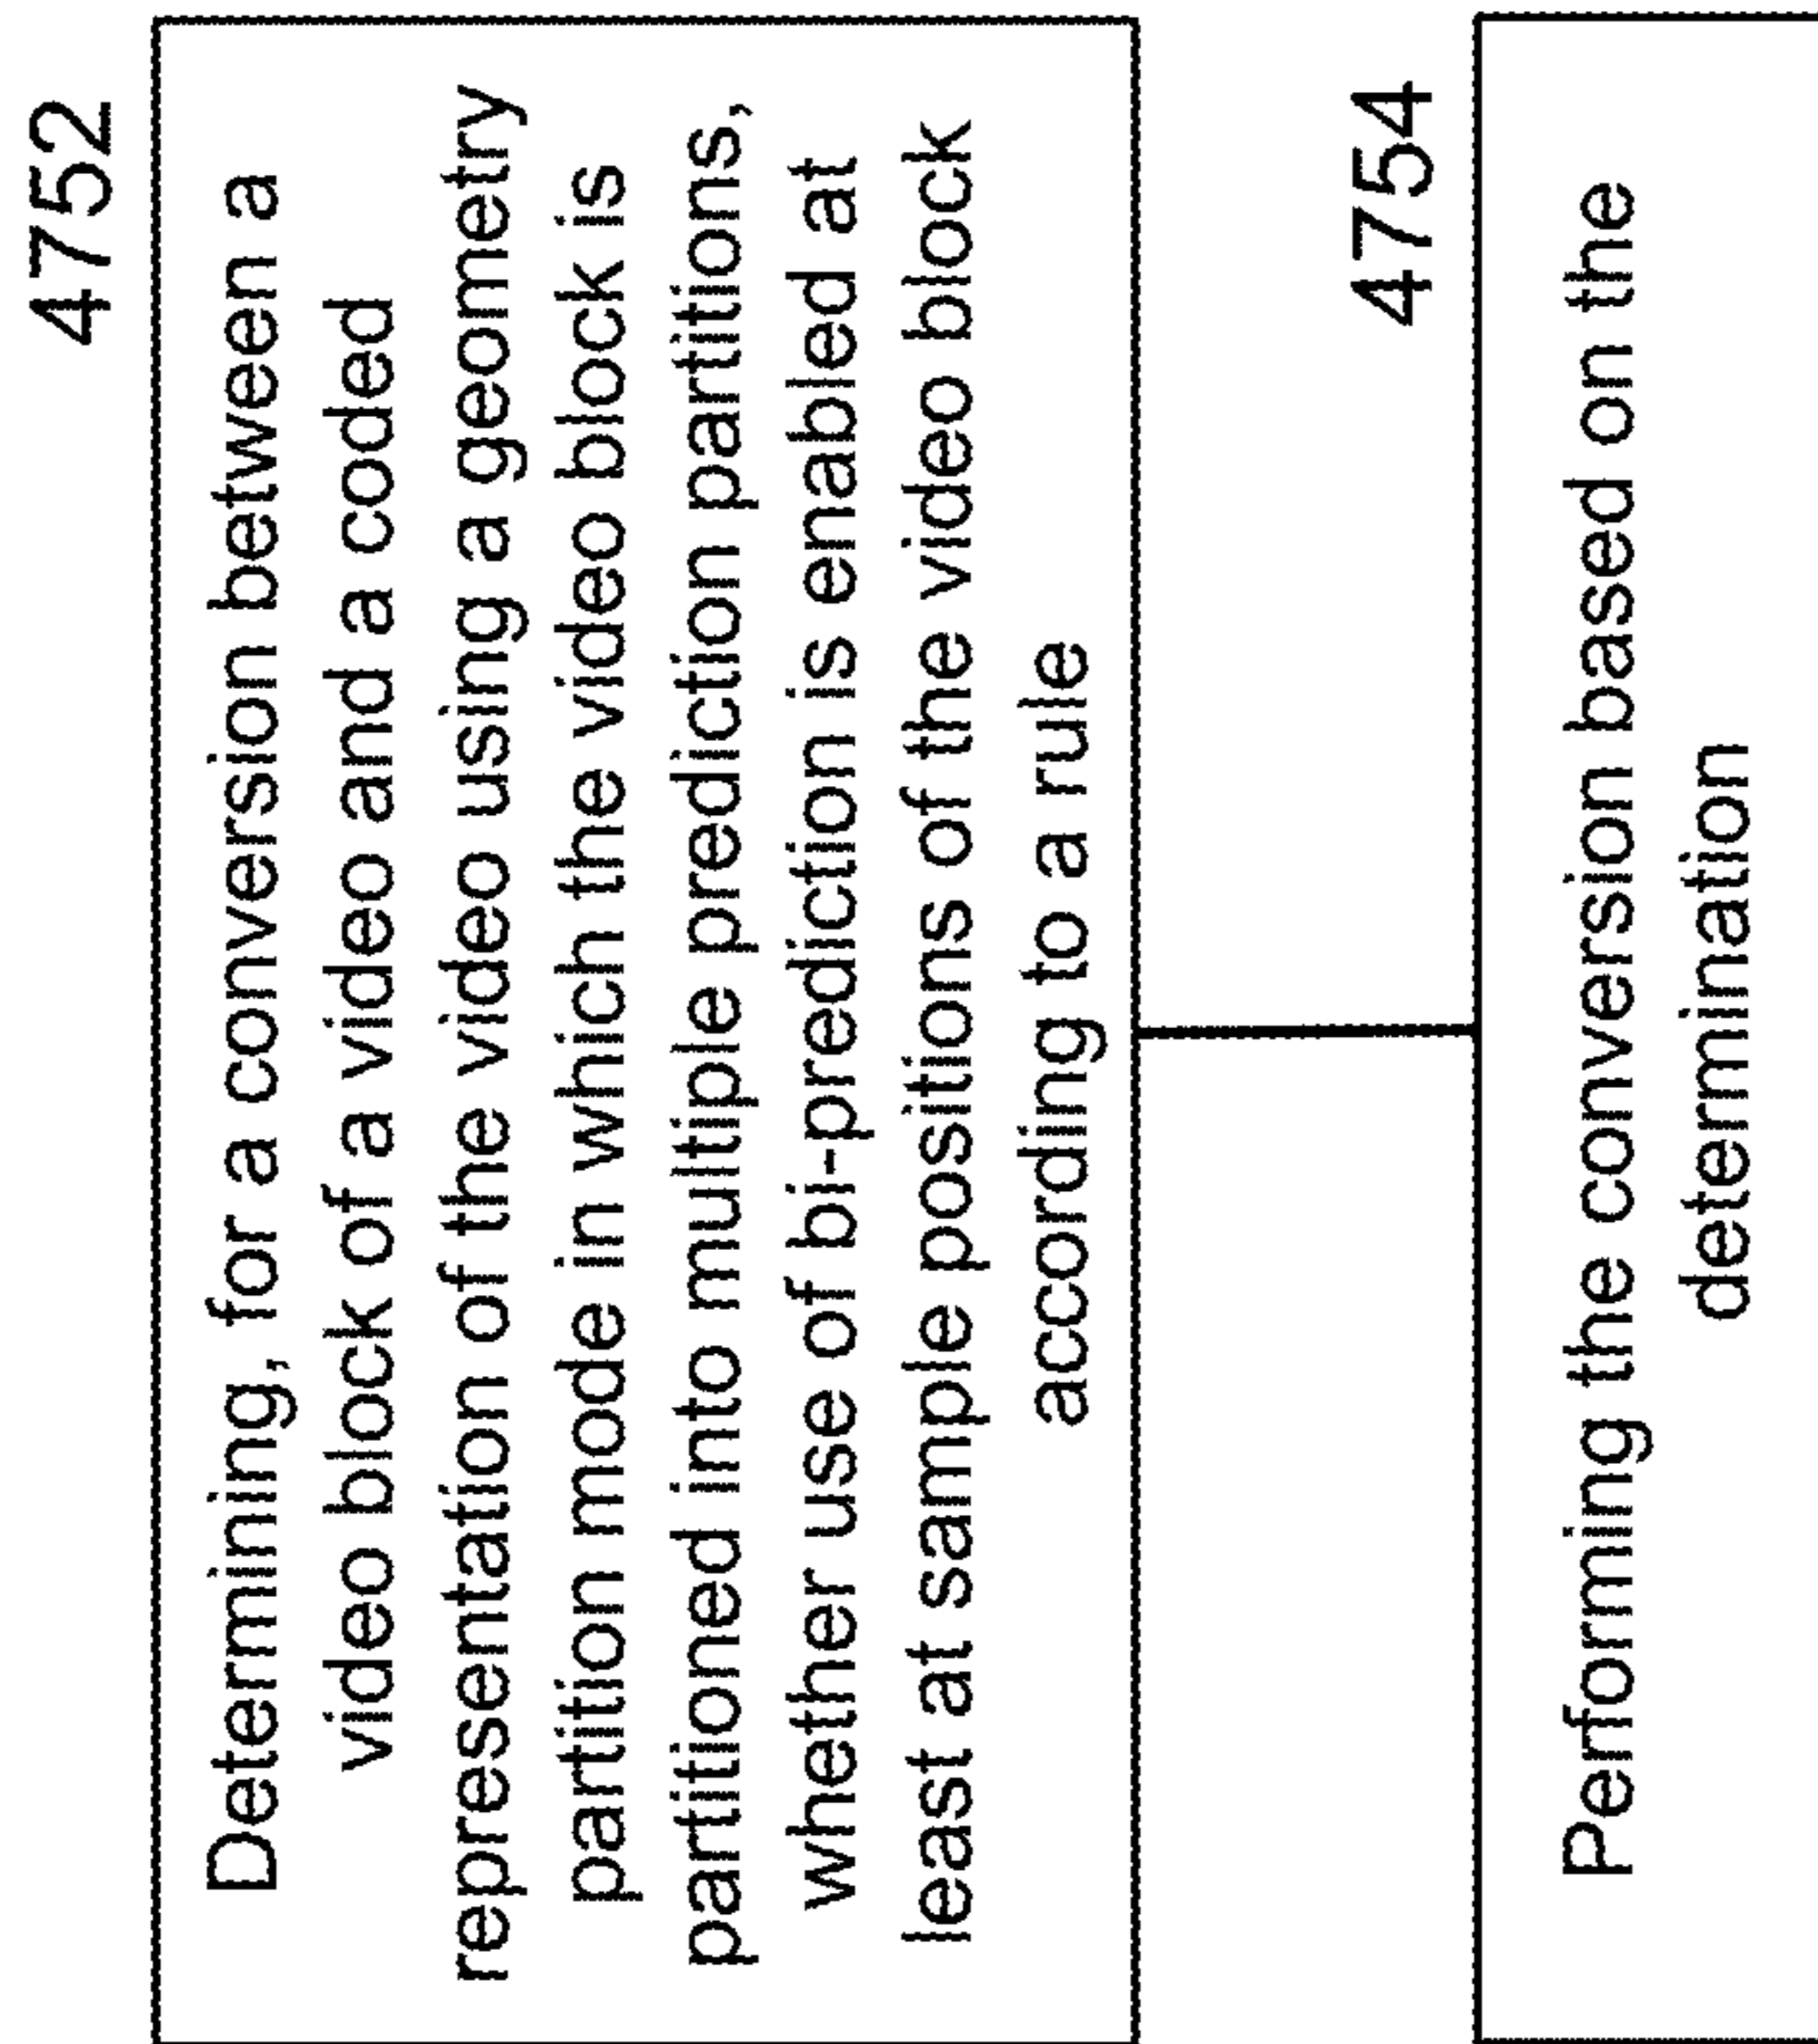 4752
Determining, for a conversion between a
video block of a video and a coded
representation of the video using a geometry
partition mode in which the video block is
partitioned into multiple prediction partitions,
whether use of bi-prediction is enabled at
least at sample positions of the video block
according to a rule
4754
Performing the conversion based on the
determination